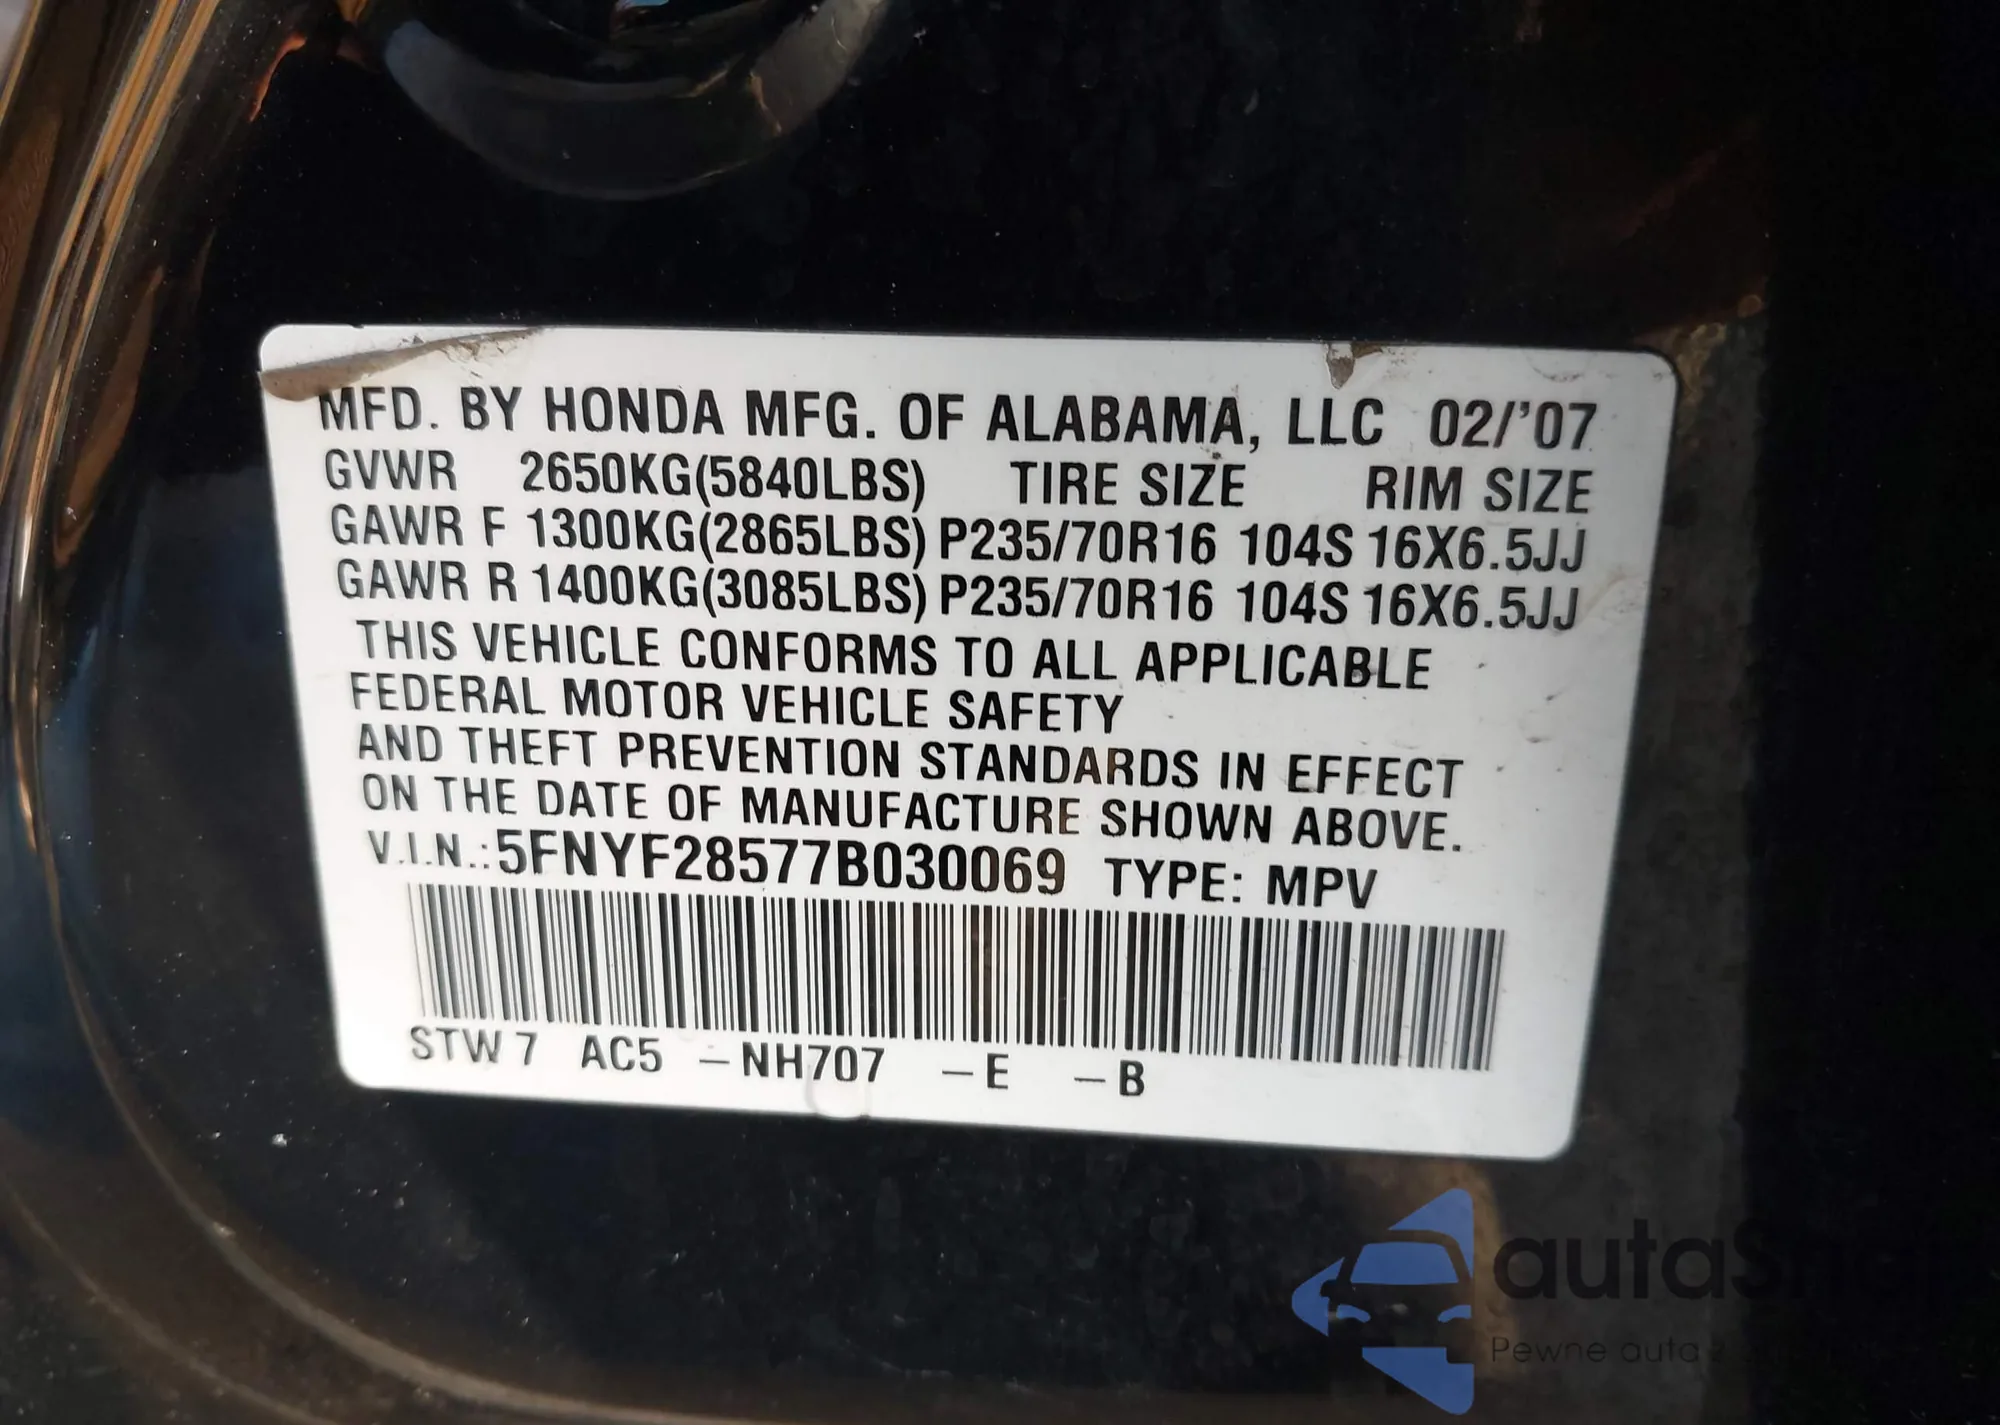 MFD. BY HONDA MFG. OF ALABAMA, LLC 02/'07
GVWR 2650KG(5840LBS) TIRE SIZE RIM SIZE
GAWR F 1300KG(2865LBS) P235/70R16 104S 16X6.5JJ
GAWR R 1400KG(3085LBS) P235/70R16 104S 16X6.5JJ
THIS VEHICLE CONFORMS TO ALL APPLICABLE
FEDERAL MOTOR VEHICLE SAFETY
AND THEFT PREVENTION STANDARDS IN EFFECT
ON THE DATE OF MANUFACTURE SHOWN ABOVE.
V.I.N.: 5FNYF28577B030069 TYPE: MPV
STW7 AC5 –NH707 –E –B
Pewne auta